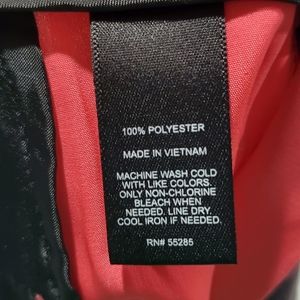 100% POLYESTER
MADE IN VIETNAM
MACHINE WASH COLD
WITH LIKE COLORS.
ONLY NON-CHLORINE
BLEACH WHEN
NEEDED. LINE DRY.
COOL IRON IF NEEDED.
RN# 55285